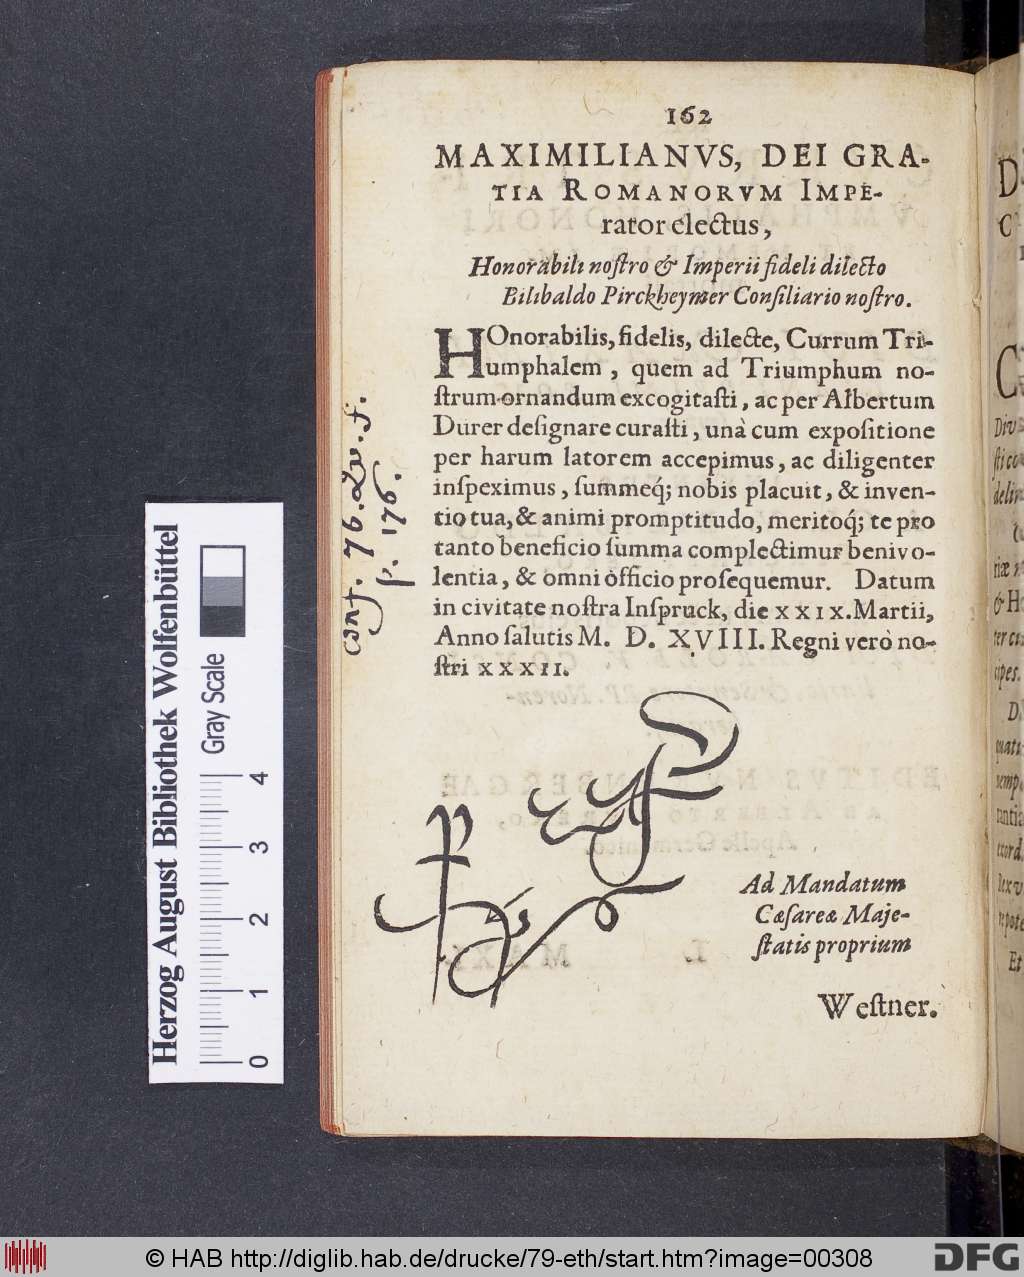 162
MAXIMILIANVS, DEI GRA-
TIA ROMANORVM IMPE-
rator electus,
Honorabili noſtro & Imperii fideli dilecto
Bilibaldo Pirckheymer Conſiliario noſtro.
HOnorabilis, fidelis, dilecte, Currum Tri-
umphalem, quem ad Triumphum no-
ſtrum ornandum excogitaſti, ac per Albertum
Durer deſignare curaſti, unà cum expoſitione
per harum latorem accepimus, ac diligenter
inſpeximus, ſummeq́; nobis placuit, & inven-
tio tua, & animi promptitudo, meritoq́; te pro
tanto beneficio ſumma complectimur benivo-
lentia, & omni officio proſequemur. Datum
in civitate noſtra Inſpruck, die XXIX. Martii,
Anno ſalutis M. D. XVIII. Regni verò no-
ſtri XXXII.
Ad Mandatum
Cæſareæ Maje-
ſtatis proprium
Weſtner.
conf. 76.
p. 176.
Herzog August Bibliothek Wolfenbüttel
Gray Scale
0 1 2 3 4
© HAB http://diglib.hab.de/drucke/79-eth/start.htm?image=00308
DFG